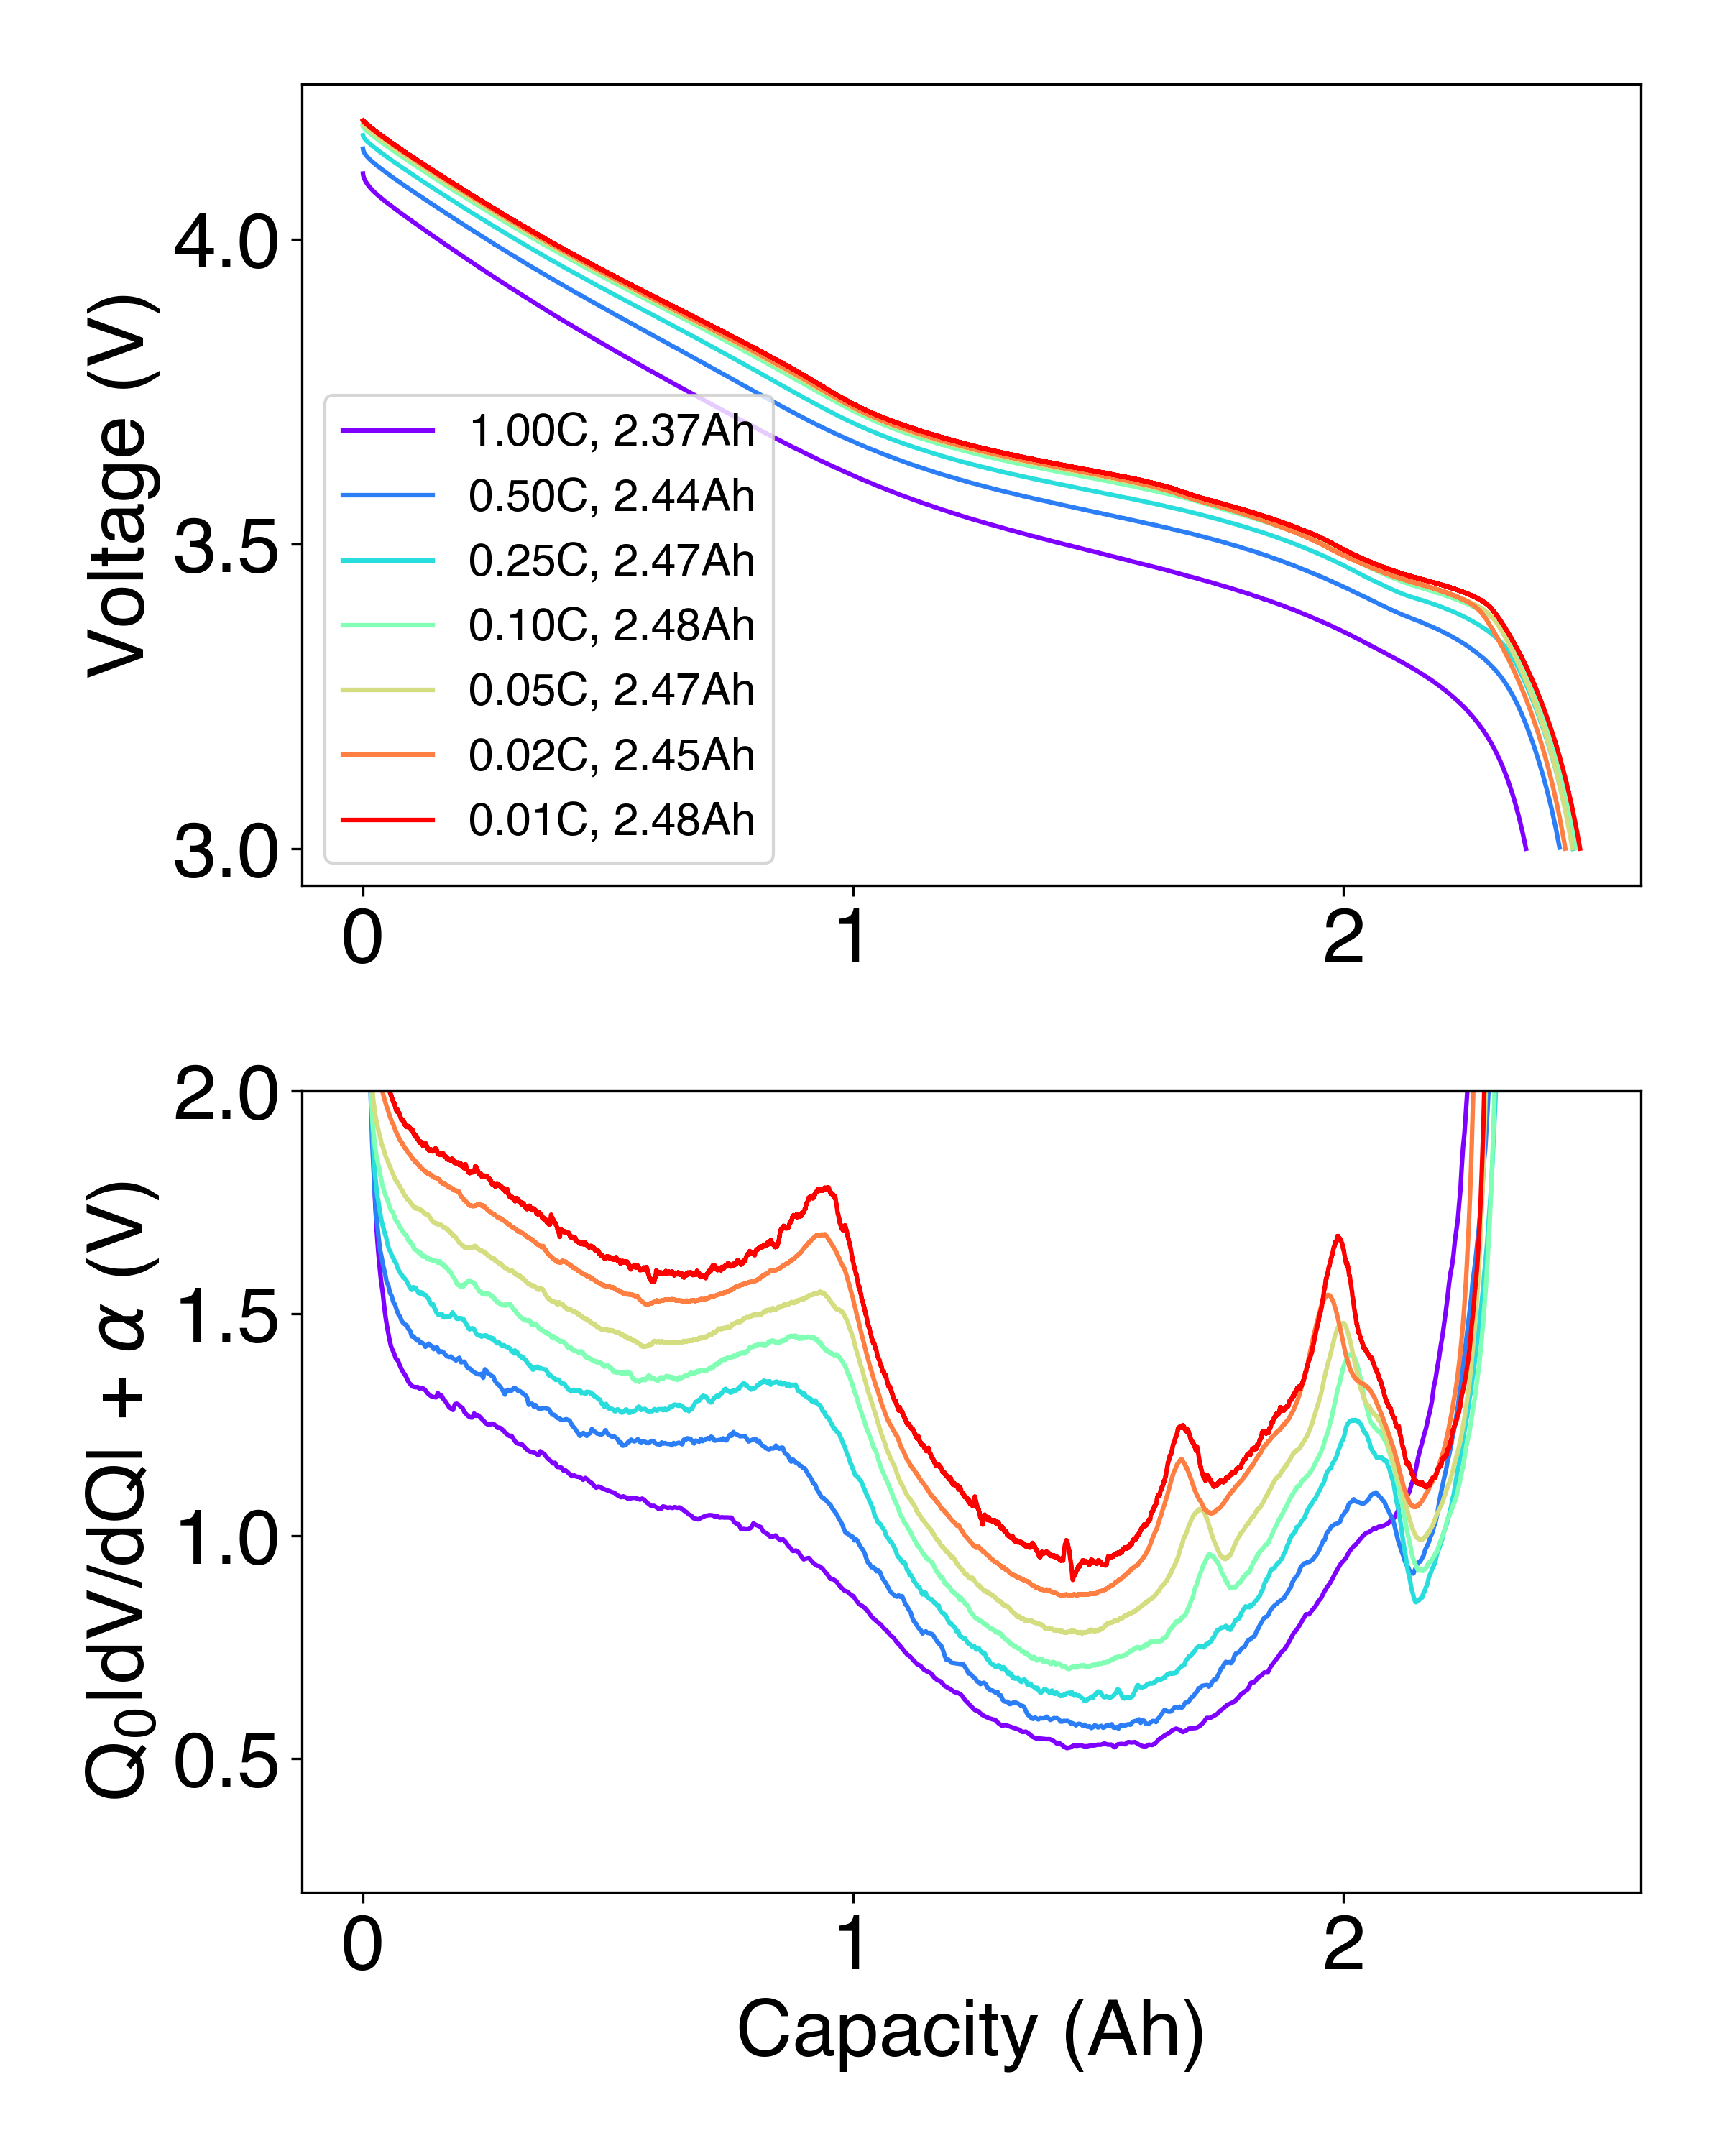 Voltage (V)
4.0
3.5
3.0
1.00C, 2.37Ah
0.50C, 2.44Ah
0.25C, 2.47Ah
0.10C, 2.48Ah
0.05C, 2.47Ah
0.02C, 2.45Ah
0.01C, 2.48Ah
0 1 2
Q₀|dV/dQ| + α (V)
2.0
1.5
1.0
0.5
0 1 2
Capacity (Ah)